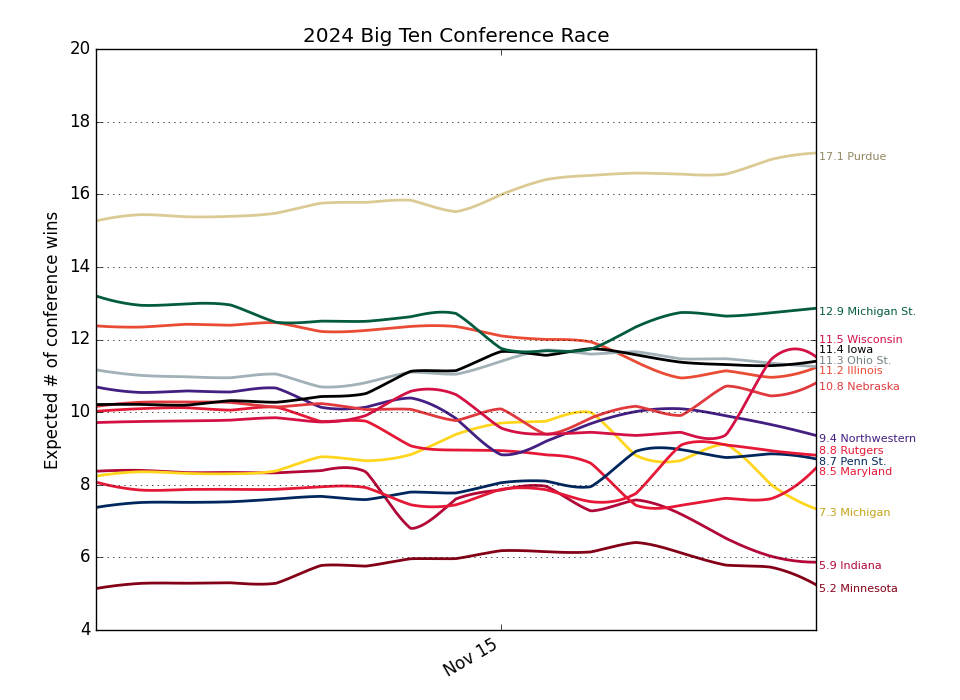 2024 Big Ten Conference Race
Expected # of conference wins
20
18
16
14
12
10
8
6
4
Nov 15
17.1 Purdue
12.9 Michigan St.
11.5 Wisconsin
11.4 Iowa
11.3 Ohio St.
11.2 Illinois
10.8 Nebraska
9.4 Northwestern
8.8 Rutgers
8.7 Penn St.
8.5 Maryland
7.3 Michigan
5.9 Indiana
5.2 Minnesota